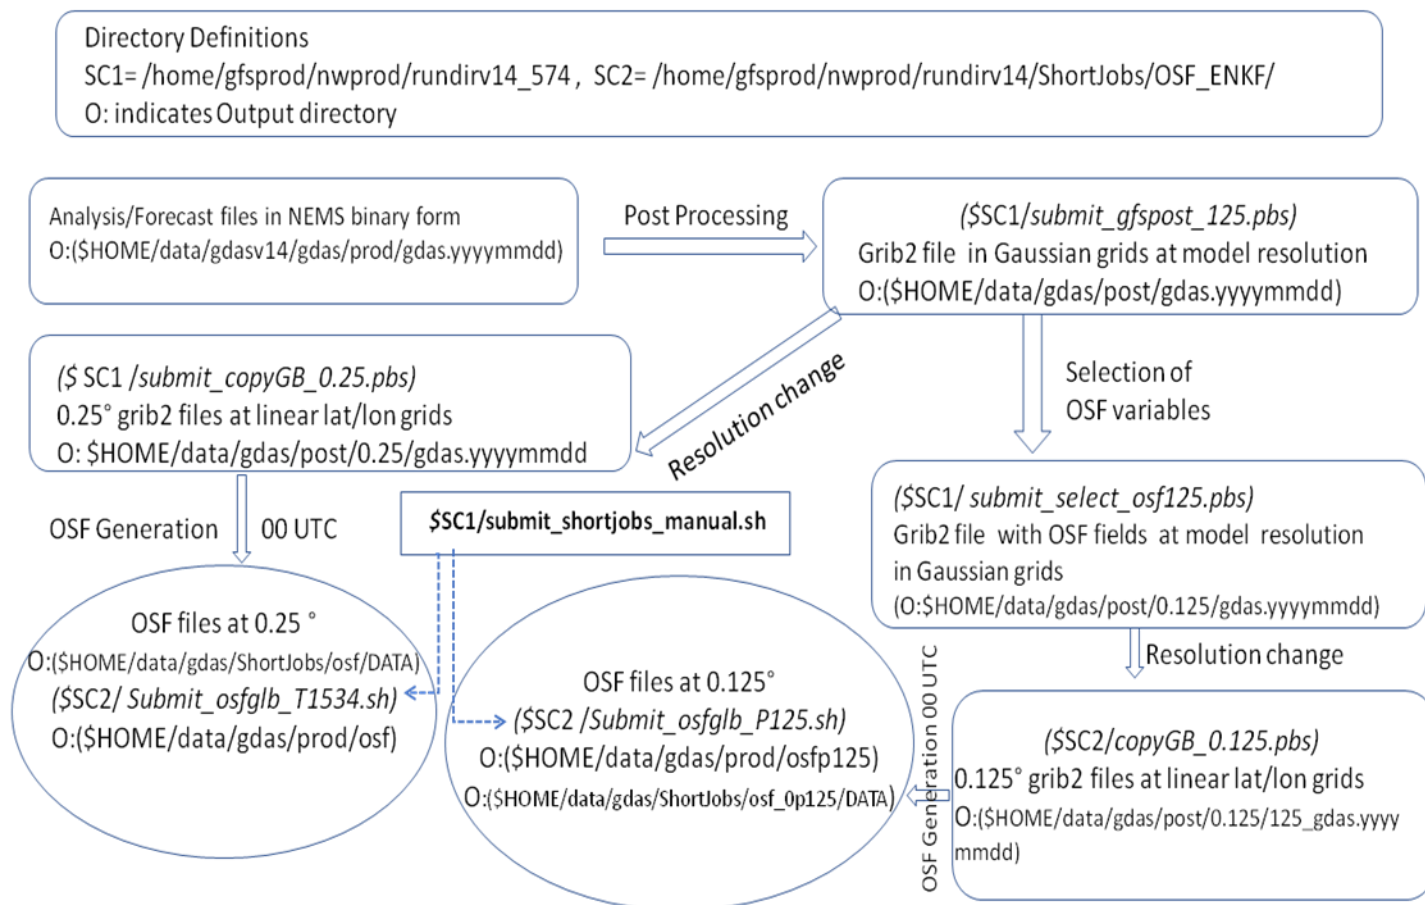 Directory Definitions
SC1= /home/gfsprod/nwprod/rundirv14_574 , SC2= /home/gfsprod/nwprod/rundirv14/ShortJobs/OSF_ENKF/
O: indicates Output directory
Analysis/Forecast files in NEMS binary form
O:($HOME/data/gdasv14/gdas/prod/gdas.yyyymmdd)
Post Processing
($SC1/submit_gfspost_125.pbs)
Grib2 file in Gaussian grids at model resolution
O:($HOME/data/gdas/post/gdas.yyyymmdd)
($ SC1 /submit_copyGB_0.25.pbs)
0.25° grib2 files at linear lat/lon grids
O: $HOME/data/gdas/post/0.25/gdas.yyyymmdd
Resolution change
Selection of
OSF variables
OSF Generation 00 UTC
$SC1/submit_shortjobs_manual.sh
($SC1/ submit_select_osf125.pbs)
Grib2 file with OSF fields at model resolution
in Gaussian grids
(O:$HOME/data/gdas/post/0.125/gdas.yyyymmdd)
OSF files at 0.25 °
O:($HOME/data/gdas/ShortJobs/osf/DATA)
($SC2/ Submit_osfglb_T1534.sh)
O:($HOME/data/gdas/prod/osf)
OSF files at 0.125°
($SC2 /Submit_osfglb_P125.sh)
O:($HOME/data/gdas/prod/osfp125)
O:($HOME/data/gdas/ShortJobs/osf_0p125/DATA)
Resolution change
OSF Generation 00 UTC
($SC2/copyGB_0.125.pbs)
0.125° grib2 files at linear lat/lon grids
O:($HOME/data/gdas/post/0.125/125_gdas.yyyy
mmdd)